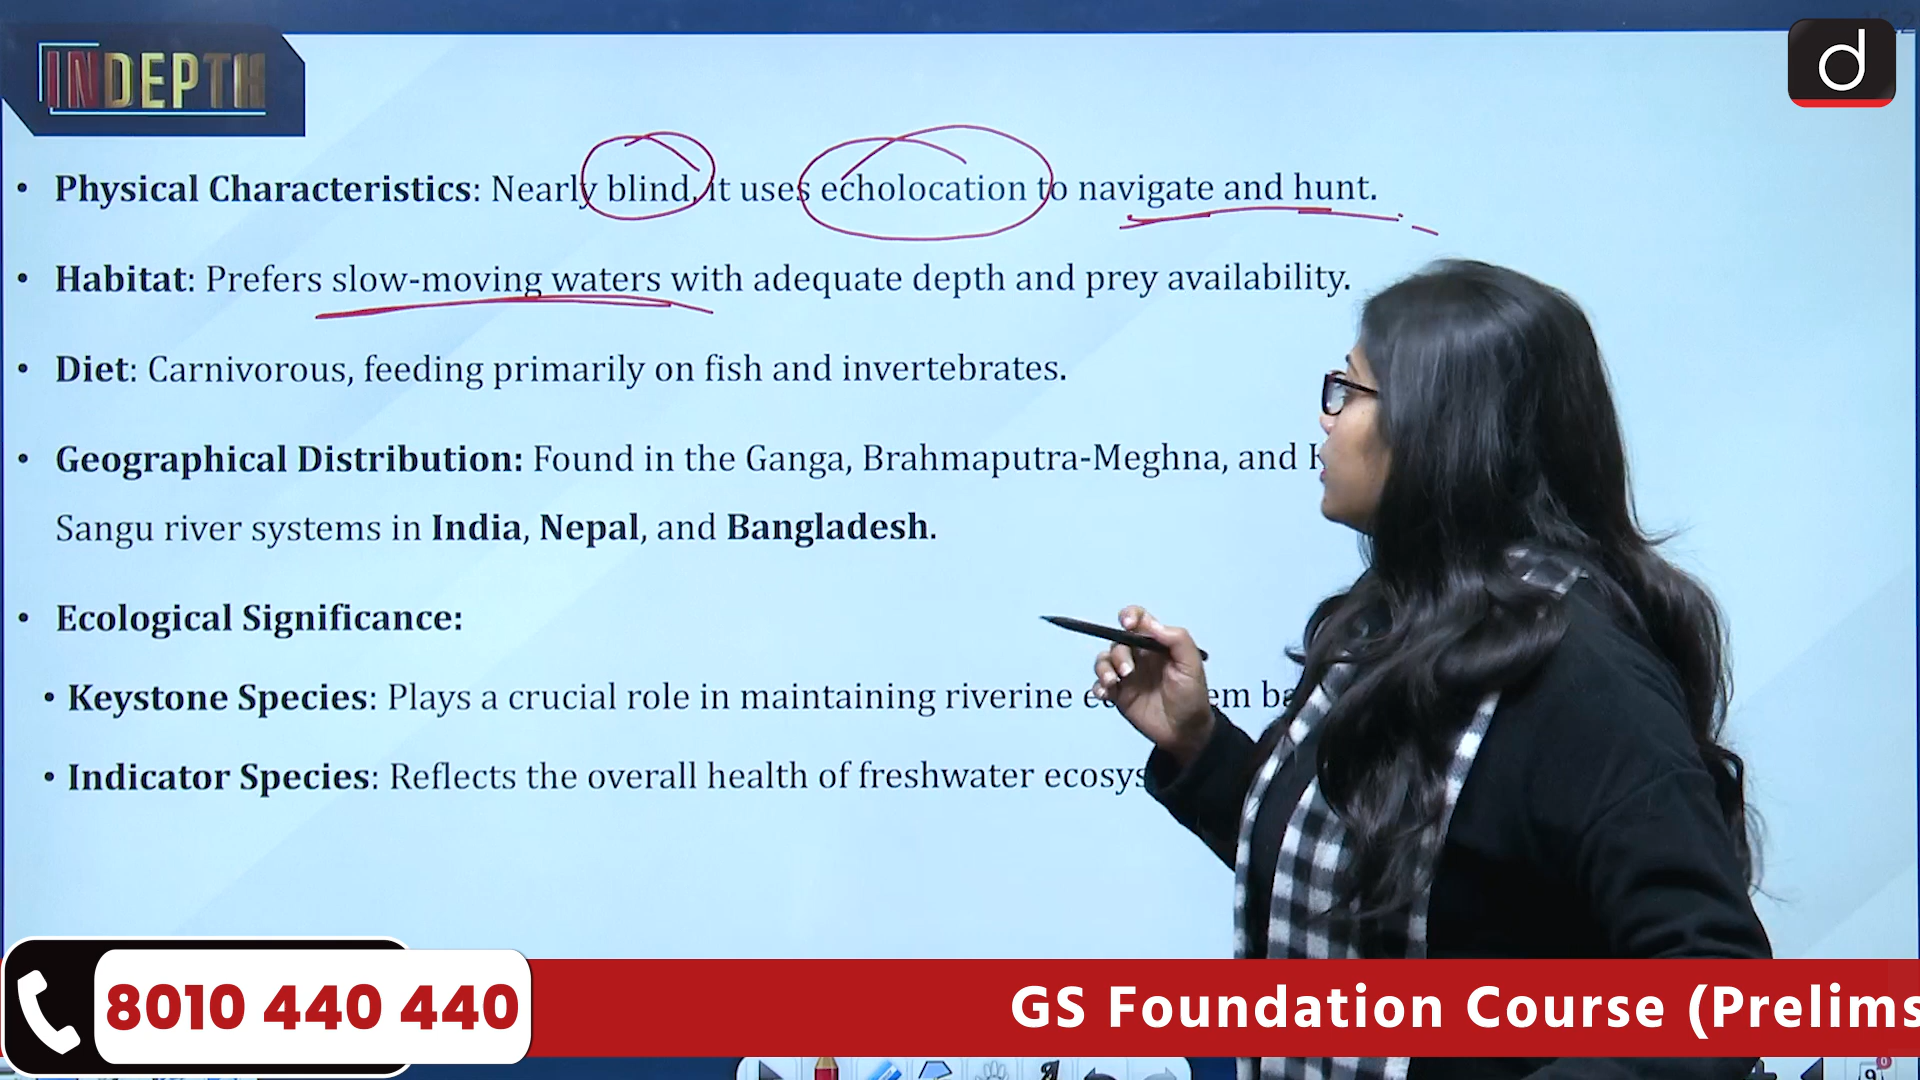 INDEPTH
d
• Physical Characteristics: Nearly blind, it uses echolocation to navigate and hunt.
• Habitat: Prefers slow-moving waters with adequate depth and prey availability.
• Diet: Carnivorous, feeding primarily on fish and invertebrates.
• Geographical Distribution: Found in the Ganga, Brahmaputra-Meghna, and
Sangu river systems in India, Nepal, and Bangladesh.
• Ecological Significance:
• Keystone Species: Plays a crucial role in maintaining riverine
• Indicator Species: Reflects the overall health of freshwater
8010 440 440
GS Foundation Course (Prelims